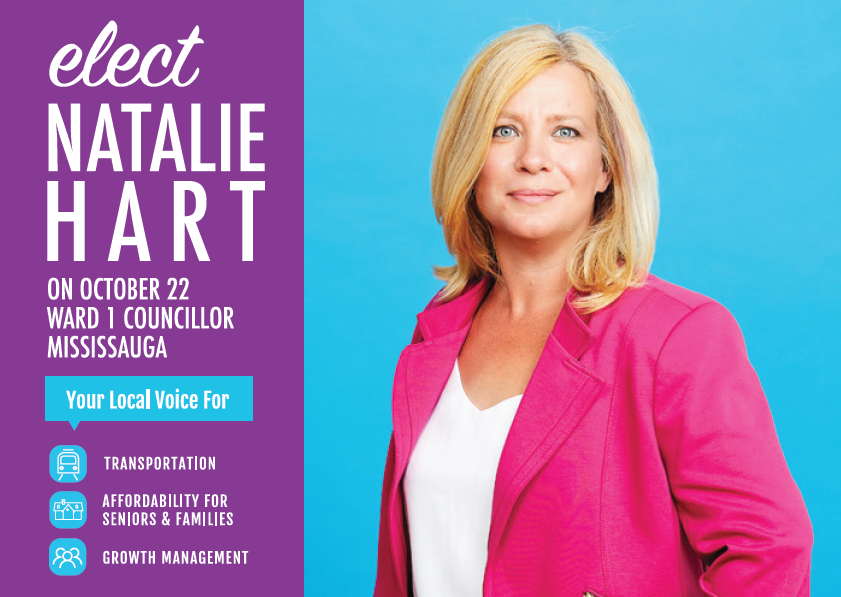 elect
NATALIE
HART
ON OCTOBER 22
WARD 1 COUNCILLOR
MISSISSAUGA
Your Local Voice For
TRANSPORTATION
AFFORDABILITY FOR
SENIORS & FAMILIES
GROWTH MANAGEMENT